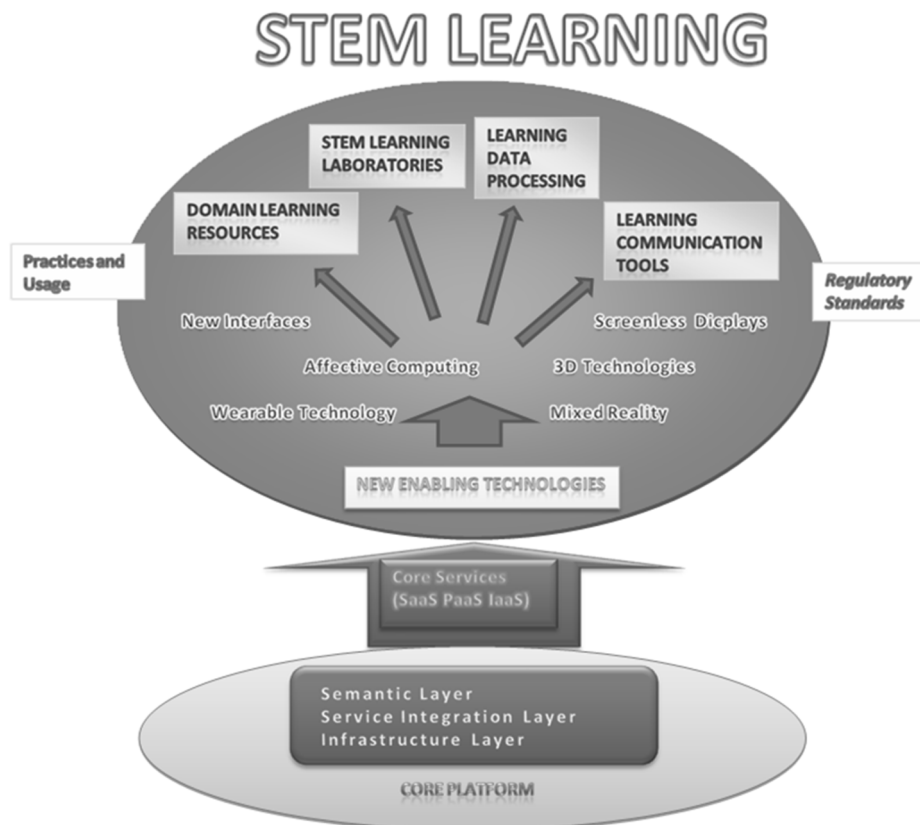 STEM LEARNING
STEM LEARNING
LABORATORIES
LEARNING
DATA
PROCESSING
DOMAIN LEARNING
RESOURCES
LEARNING
COMMUNICATION
TOOLS
Practices and
Usage
Regulatory
Standards
New Interfaces
Screenless Dicplays
Affective Computing
3D Technologies
Wearable Technology
Mixed Reality
NEW ENABLING TECHNOLOGIES
Core Services
(SaaS PaaS IaaS)
Semantic Layer
Service Integration Layer
Infrastructure Layer
CORE PLATFORM